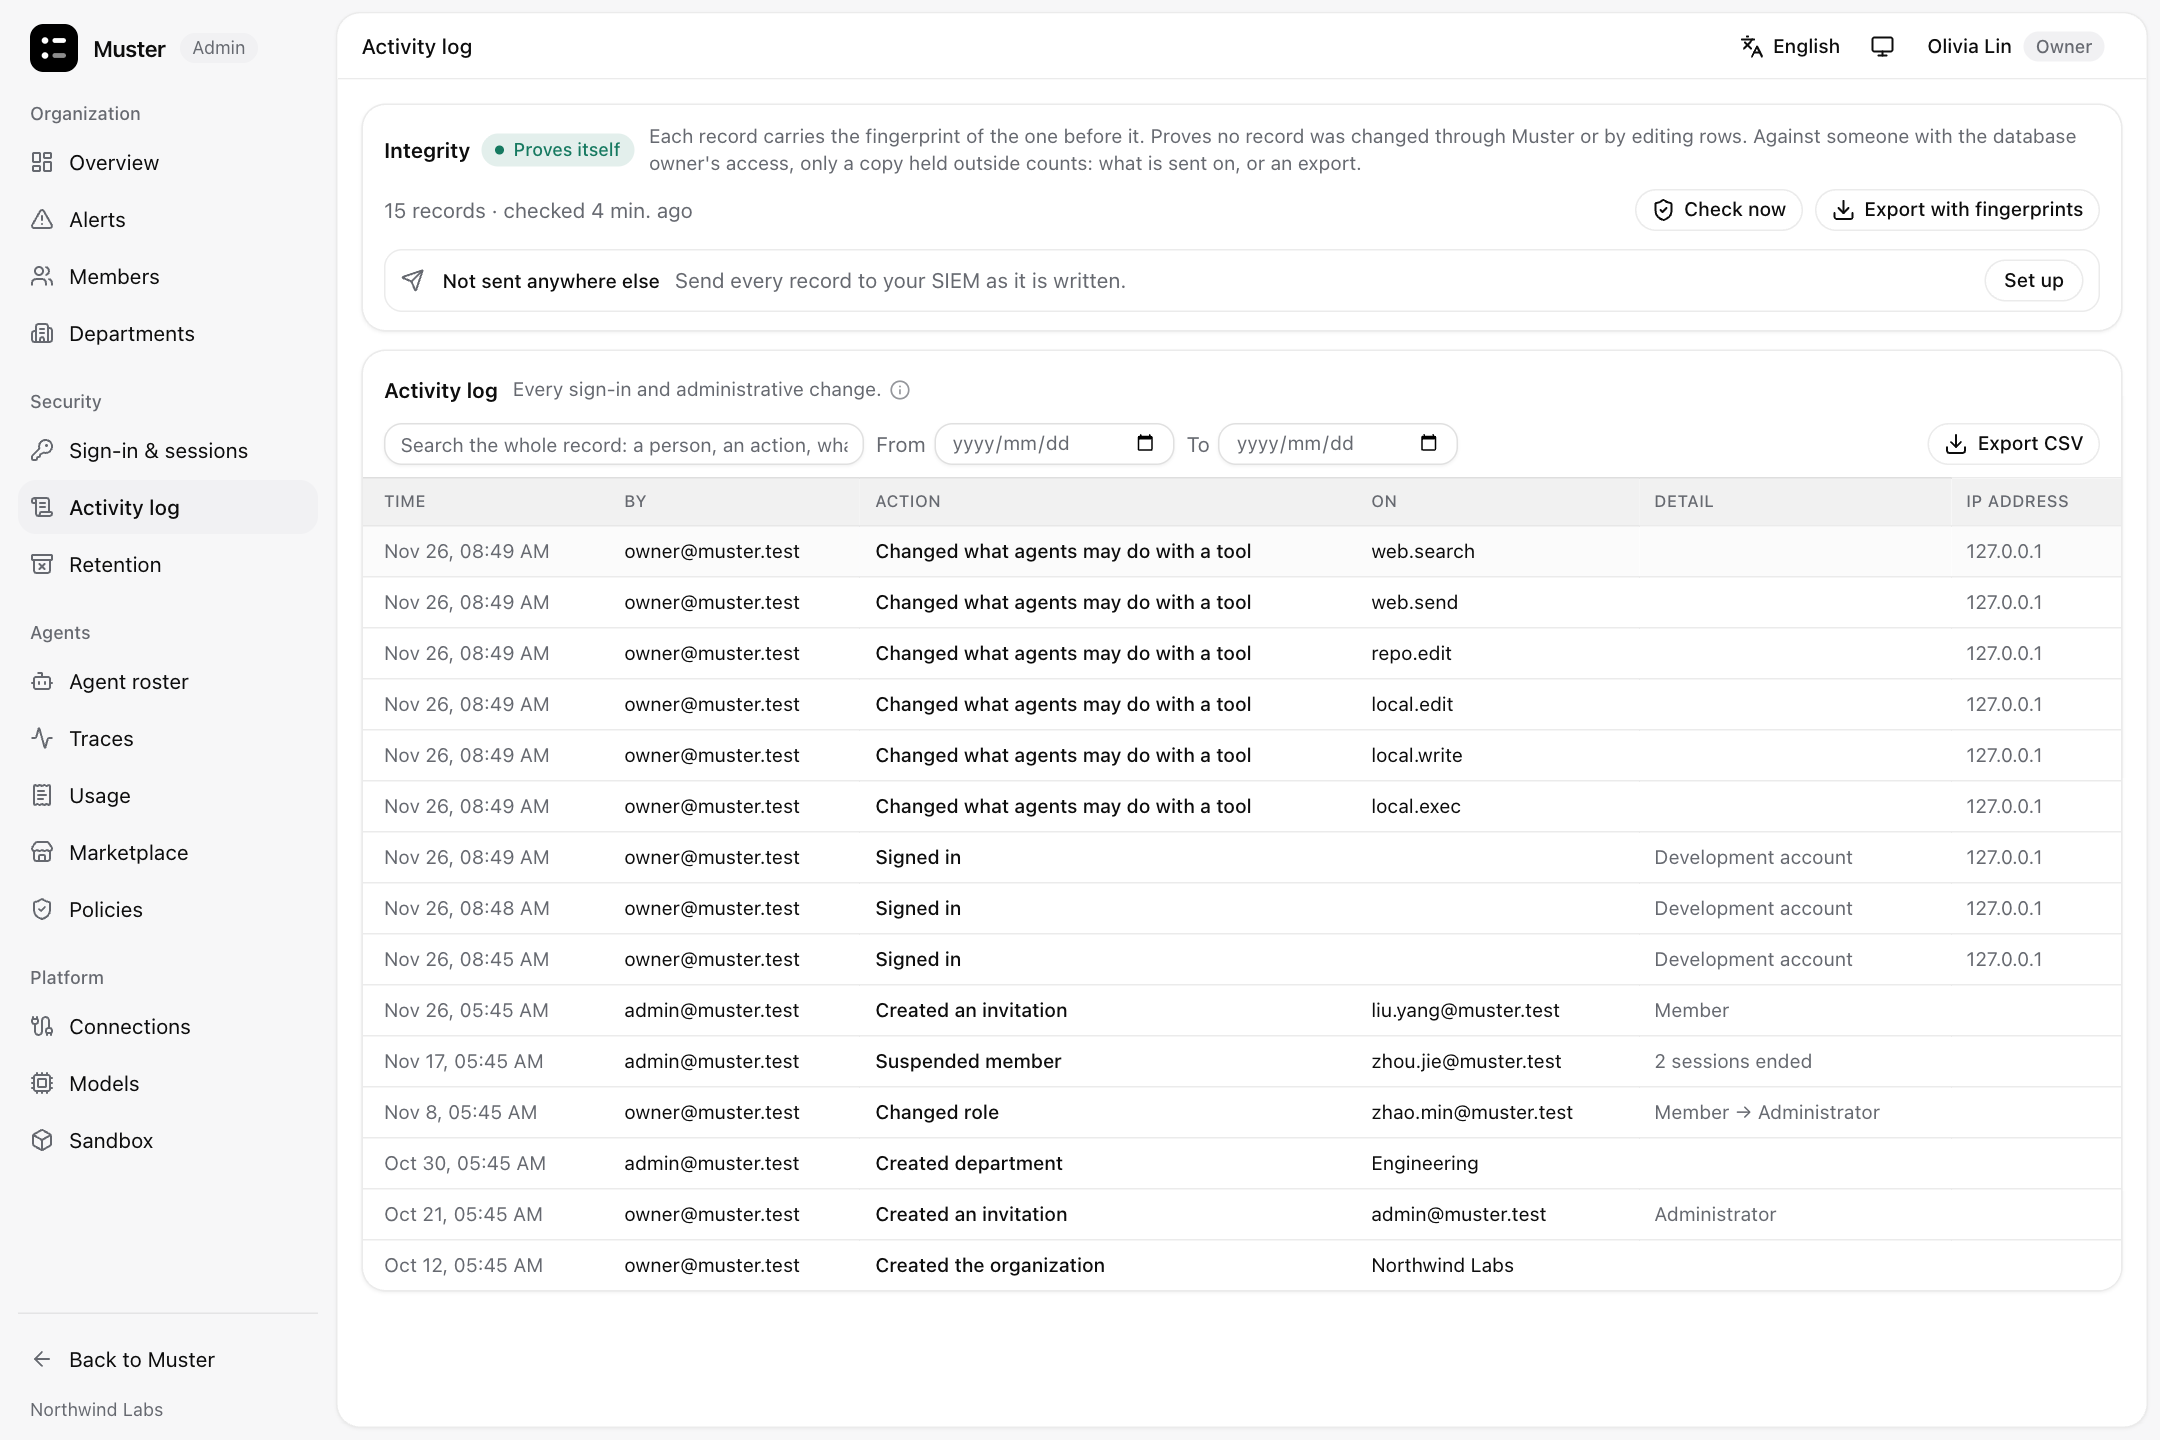 Muster Admin
Organization
Overview
Alerts
Members
Departments
Security
Sign-in & sessions
Activity log
Retention
Agents
Agent roster
Traces
Usage
Marketplace
Policies
Platform
Connections
Models
Sandbox
Back to Muster
Northwind Labs
Activity log
English
Olivia Lin Owner
Integrity Proves itself
Each record carries the fingerprint of the one before it. Proves no record was changed through Muster or by editing rows. Against someone with the database
owner's access, only a copy held outside counts: what is sent on, or an export.
15 records · checked 4 min. ago
Check now
Export with fingerprints
Not sent anywhere else Send every record to your SIEM as it is written.
Set up
Activity log Every sign-in and administrative change.
Search the whole record: a person, an action, wha From yyyy/mm/dd To yyyy/mm/dd
Export CSV
TIME BY ACTION ON DETAIL IP ADDRESS
Nov 26, 08:49 AM owner@muster.test Changed what agents may do with a tool web.search 127.0.0.1
Nov 26, 08:49 AM owner@muster.test Changed what agents may do with a tool web.send 127.0.0.1
Nov 26, 08:49 AM owner@muster.test Changed what agents may do with a tool repo.edit 127.0.0.1
Nov 26, 08:49 AM owner@muster.test Changed what agents may do with a tool local.edit 127.0.0.1
Nov 26, 08:49 AM owner@muster.test Changed what agents may do with a tool local.write 127.0.0.1
Nov 26, 08:49 AM owner@muster.test Changed what agents may do with a tool local.exec 127.0.0.1
Nov 26, 08:49 AM owner@muster.test Signed in Development account 127.0.0.1
Nov 26, 08:48 AM owner@muster.test Signed in Development account 127.0.0.1
Nov 26, 08:45 AM owner@muster.test Signed in Development account 127.0.0.1
Nov 26, 05:45 AM admin@muster.test Created an invitation liu.yang@muster.test Member
Nov 17, 05:45 AM admin@muster.test Suspended member zhou.jie@muster.test 2 sessions ended
Nov 8, 05:45 AM owner@muster.test Changed role zhao.min@muster.test Member → Administrator
Oct 30, 05:45 AM admin@muster.test Created department Engineering
Oct 21, 05:45 AM owner@muster.test Created an invitation admin@muster.test Administrator
Oct 12, 05:45 AM owner@muster.test Created the organization Northwind Labs